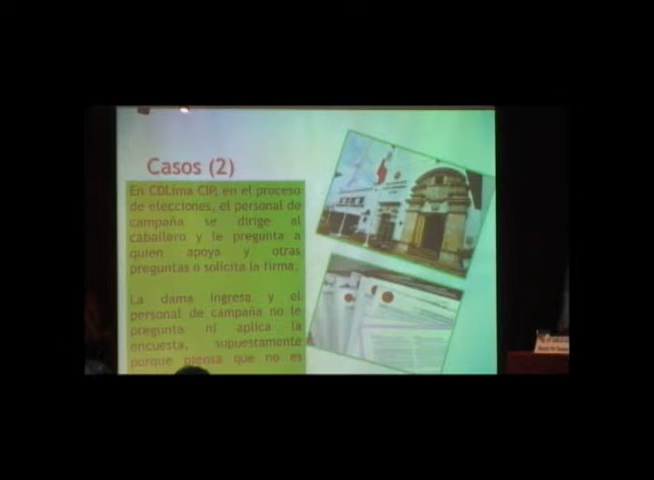 Casos (2)
En CDLima CIP, en el proceso
de elecciones, el personal de
campaña se dirige al
caballero y le pregunta a
quien apoya y otras
preguntas o solicita la firma.
La dama ingresa y el
personal de campaña no le
pregunta ni aplica la
encuesta, supuestamente
porque piensa que no es